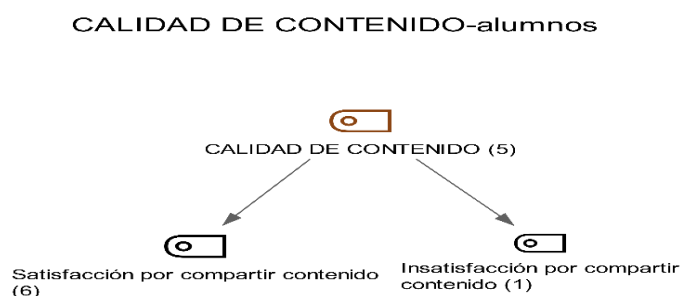 CALIDAD DE CONTENIDO-alumnos
CALIDAD DE CONTENIDO (5)
Satisfacción por compartir contenido
(6)
Insatisfacción por compartir
contenido (1)